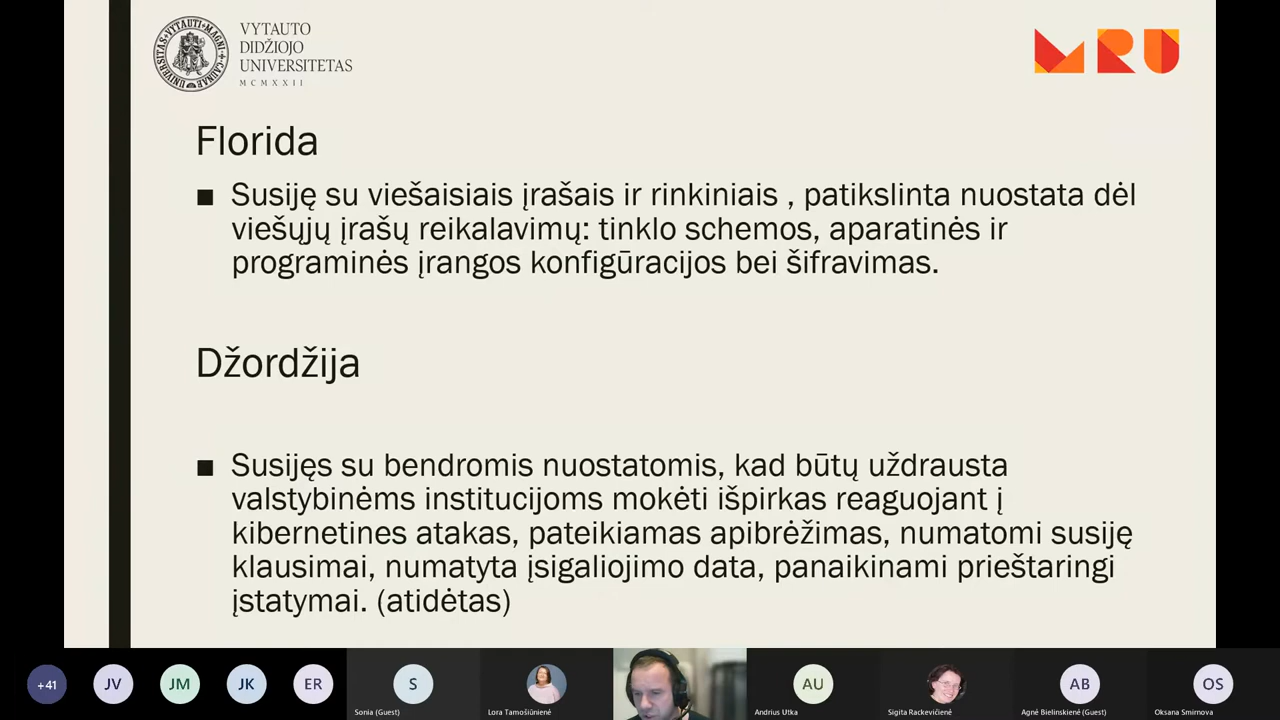 VYTAUTO
DIDŽIOJO
UNIVERSITETAS
MCMXXII
MRU
Florida
■ Susiję su viešaisiais įrašais ir rinkiniais , patikslinta nuostata dėl
viešųjų įrašų reikalavimų: tinklo schemos, aparatinės ir
programinės įrangos konfigūracijos bei šifravimas.
Džordžija
■ Susijęs su bendromis nuostatomis, kad būtų uždrausta
valstybinėms institucijoms mokėti išpirkas reaguojant į
kibernetines atakas, pateikiamas apibrėžimas, numatomi susiję
klausimai, numatyta įsigaliojimo data, panaikinami prieštaringi
įstatymai. (atidėtas)
+41 JV JM JK ER S AU AB OS
Sonia (Guest) Lora Tamošiūnienė Andrius Utka Sigita Rackevičienė Agnė Bielinskienė (Guest) Oksana Smirnova